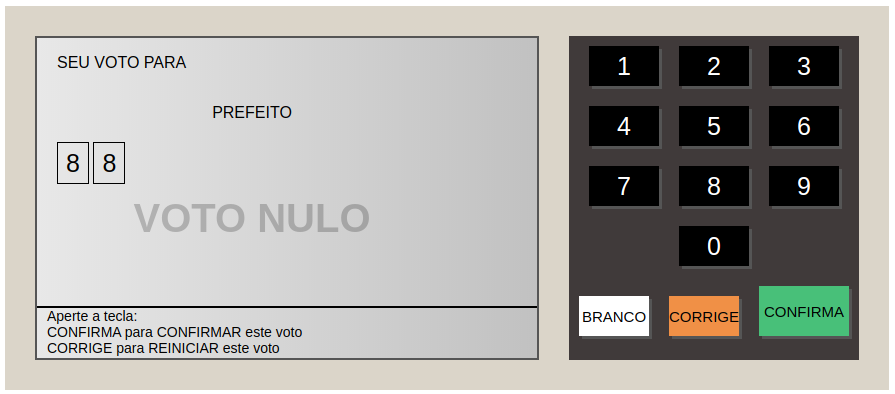 SEU VOTO PARA
PREFEITO
8 8
VOTO NULO
Aperte a tecla:
CONFIRMA para CONFIRMAR este voto
CORRIGE para REINICIAR este voto
1 2 3
4 5 6
7 8 9
0
BRANCO CORRIGE CONFIRMA